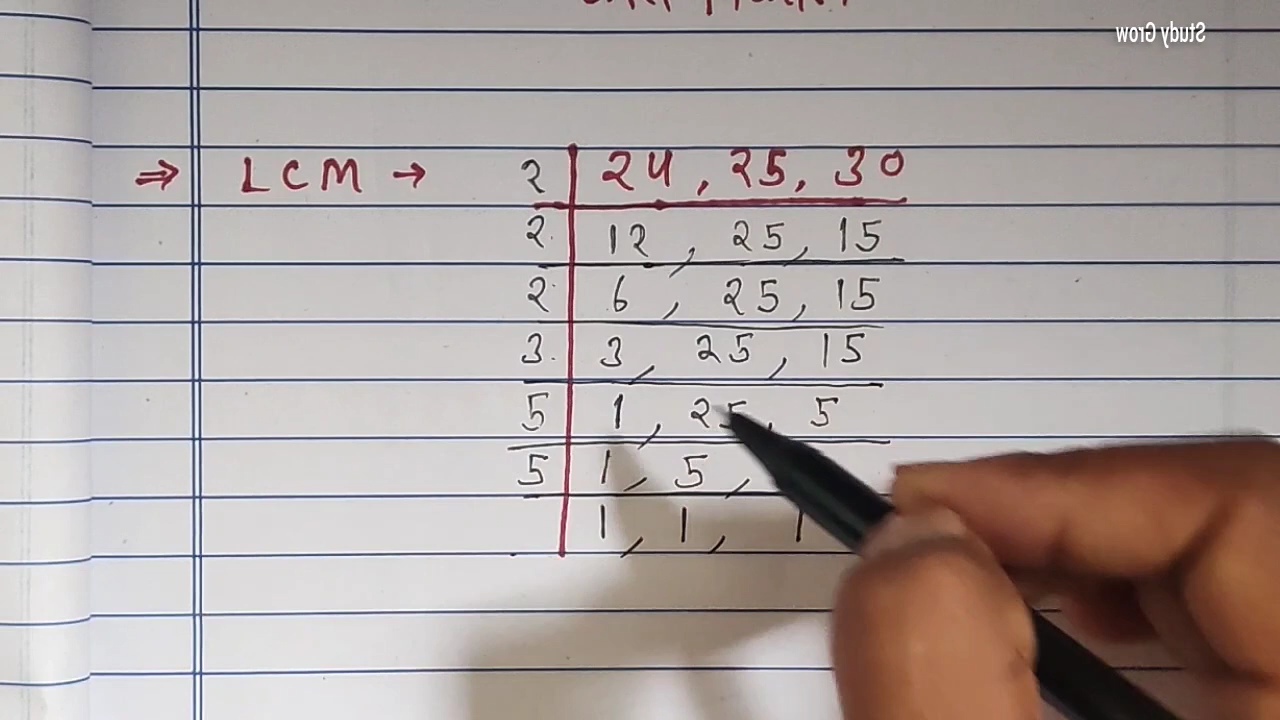 Study Grow
⇒ LCM → 2 | 24, 25, 30
2 | 12, 25, 15
2 | 6, 25, 15
3 | 3, 25, 15
5 | 1, 25, 5
5 | 1, 5,
1, 1, 1